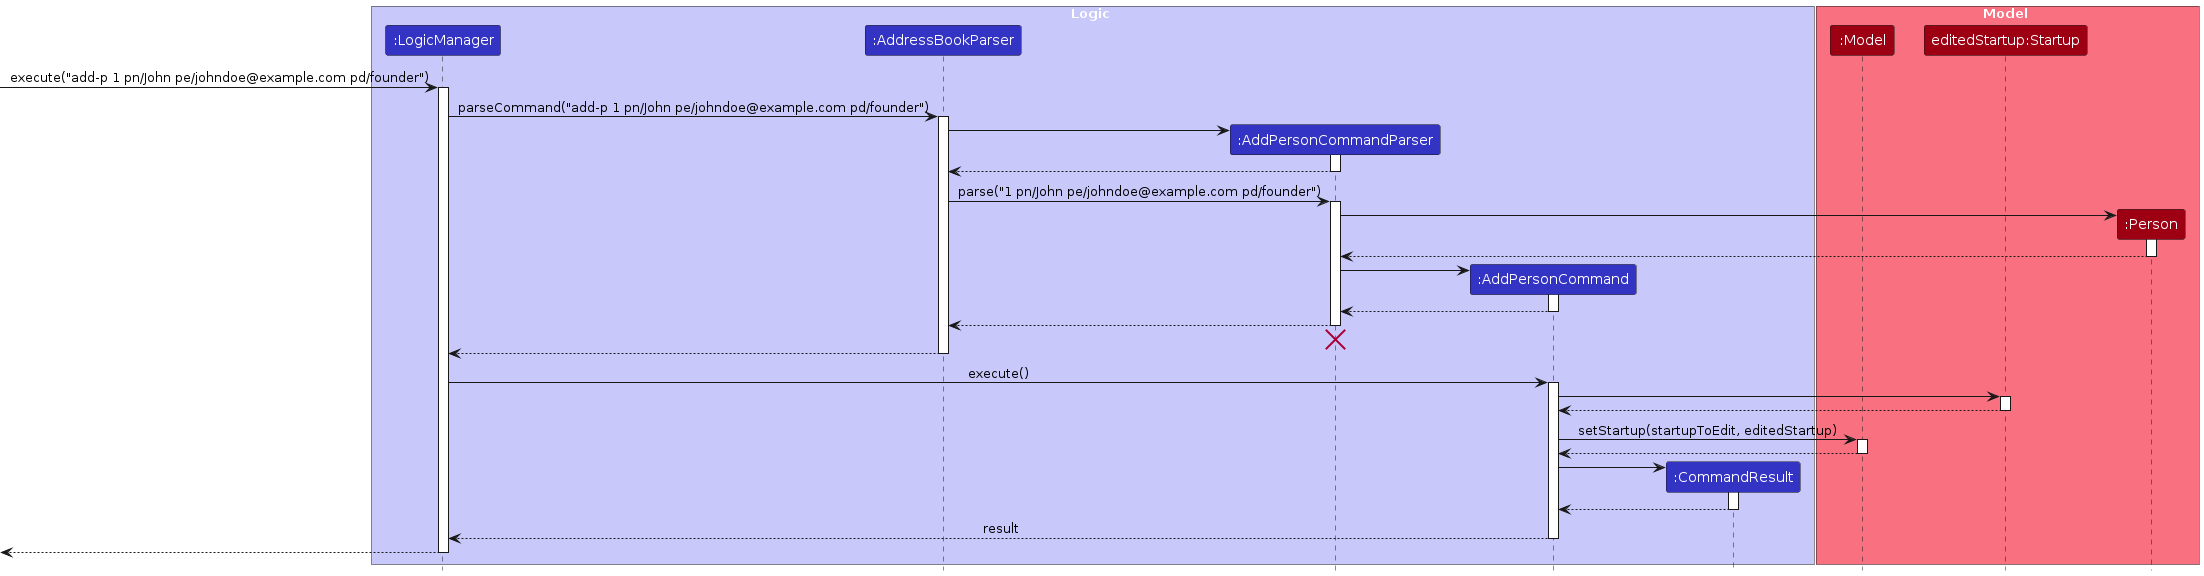 Logic
Model
:LogicManager
:AddressBookParser
:Model
editedStartup:Startup
execute("add-p 1 pn/John pe/johndoe@example.com pd/founder")
parseCommand("add-p 1 pn/John pe/johndoe@example.com pd/founder")
:AddPersonCommandParser
parse("1 pn/John pe/johndoe@example.com pd/founder")
:Person
:AddPersonCommand
execute()
setStartup(startupToEdit, editedStartup)
:CommandResult
result